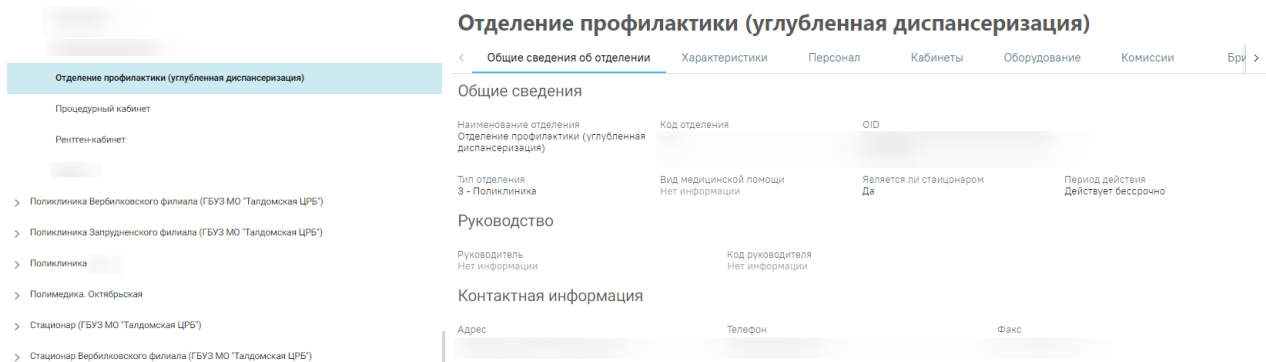 Отделение профилактики (углубленная диспансеризация)
Процедурный кабинет
Рентген-кабинет
Поликлиника Вербилковского филиала (ГБУЗ МО "Талдомская ЦРБ")
Поликлиника Запрудненского филиала (ГБУЗ МО "Талдомская ЦРБ")
Поликлиника
Полимедика. Октябрьская
Стационар (ГБУЗ МО "Талдомская ЦРБ")
Стационар Вербилковского филиала (ГБУЗ МО "Талдомская ЦРБ")
Отделение профилактики (углубленная диспансеризация)
Общие сведения об отделении Характеристики Персонал Кабинеты Оборудование Комиссии Бри
Общие сведения
Наименование отделения Код отделения OID
Отделение профилактики (углубленная
диспансеризация)
Тип отделения Вид медицинской помощи Является ли стаицонаром Период действия
3 - Поликлиника Нет информации Да Действует бессрочно
Руководство
Руководитель Код руководителя
Нет информации Нет информации
Контактная информация
Адрес Телефон Факс